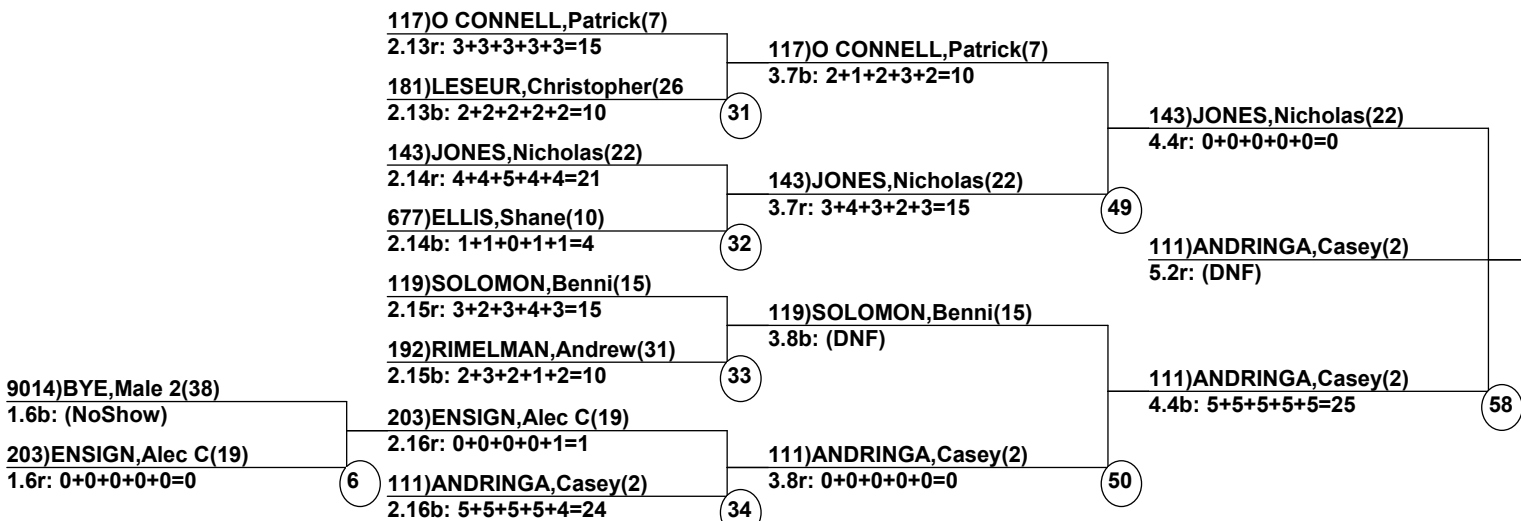 117)O CONNELL,Patrick(7)
2.13r: 3+3+3+3+3=15
181)LESEUR,Christopher(26
2.13b: 2+2+2+2+2=10
31
143)JONES,Nicholas(22)
2.14r: 4+4+5+4+4=21
677)ELLIS,Shane(10)
2.14b: 1+1+0+1+1=4
32
119)SOLOMON,Benni(15)
2.15r: 3+2+3+4+3=15
192)RIMELMAN,Andrew(31)
2.15b: 2+3+2+1+2=10
33
9014)BYE,Male 2(38)
1.6b: (NoShow)
203)ENSIGN,Alec C(19)
1.6r: 0+0+0+0+0=0
6
203)ENSIGN,Alec C(19)
2.16r: 0+0+0+0+1=1
111)ANDRINGA,Casey(2)
2.16b: 5+5+5+5+4=24
34
117)O CONNELL,Patrick(7)
3.7b: 2+1+2+3+2=10
143)JONES,Nicholas(22)
3.7r: 3+4+3+2+3=15
49
119)SOLOMON,Benni(15)
3.8b: (DNF)
111)ANDRINGA,Casey(2)
3.8r: 0+0+0+0+0=0
50
143)JONES,Nicholas(22)
4.4r: 0+0+0+0+0=0
111)ANDRINGA,Casey(2)
5.2r: (DNF)
111)ANDRINGA,Casey(2)
4.4b: 5+5+5+5+5=25
58